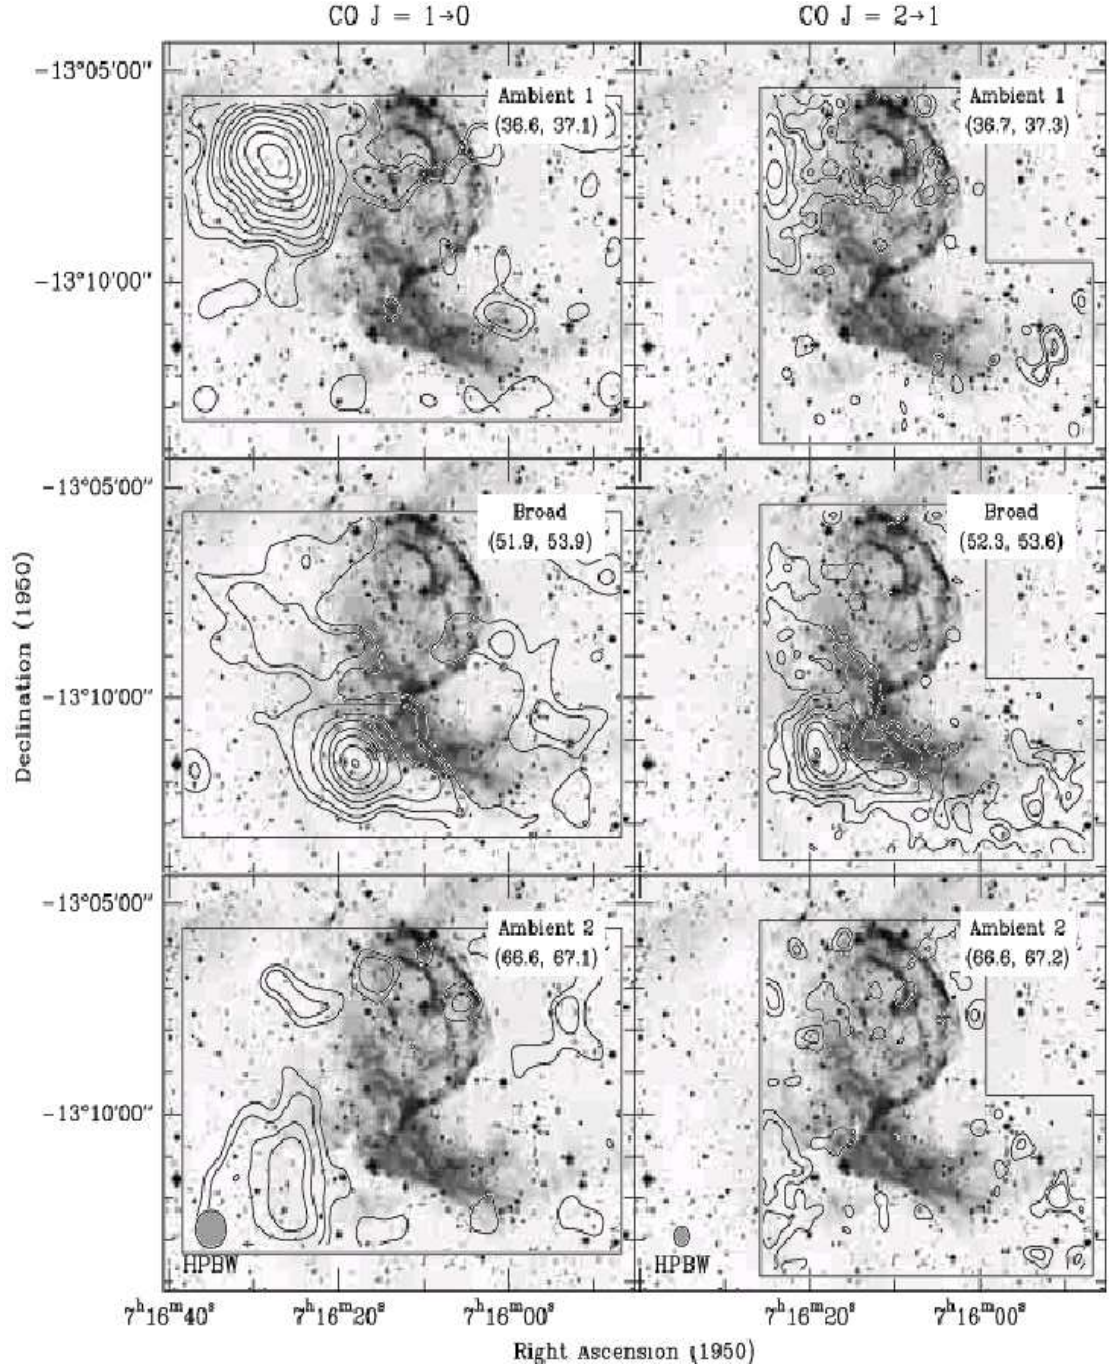 CO J = 1→0
CO J = 2→1
−13°05′00″
Ambient 1
(36.6, 37.1)
Ambient 1
(36.7, 37.3)
−13°10′00″
−13°05′00″
Broad
(51.9, 53.9)
Broad
(52.3, 53.6)
Declination (1950)
−13°10′00″
−13°05′00″
Ambient 2
(66.6, 67.1)
Ambient 2
(66.6, 67.2)
−13°10′00″
HPBW
HPBW
7ʰ16ᵐ40ˢ
7ʰ16ᵐ20ˢ
7ʰ16ᵐ00ˢ
7ʰ16ᵐ20ˢ
7ʰ16ᵐ00ˢ
Right Ascension (1950)